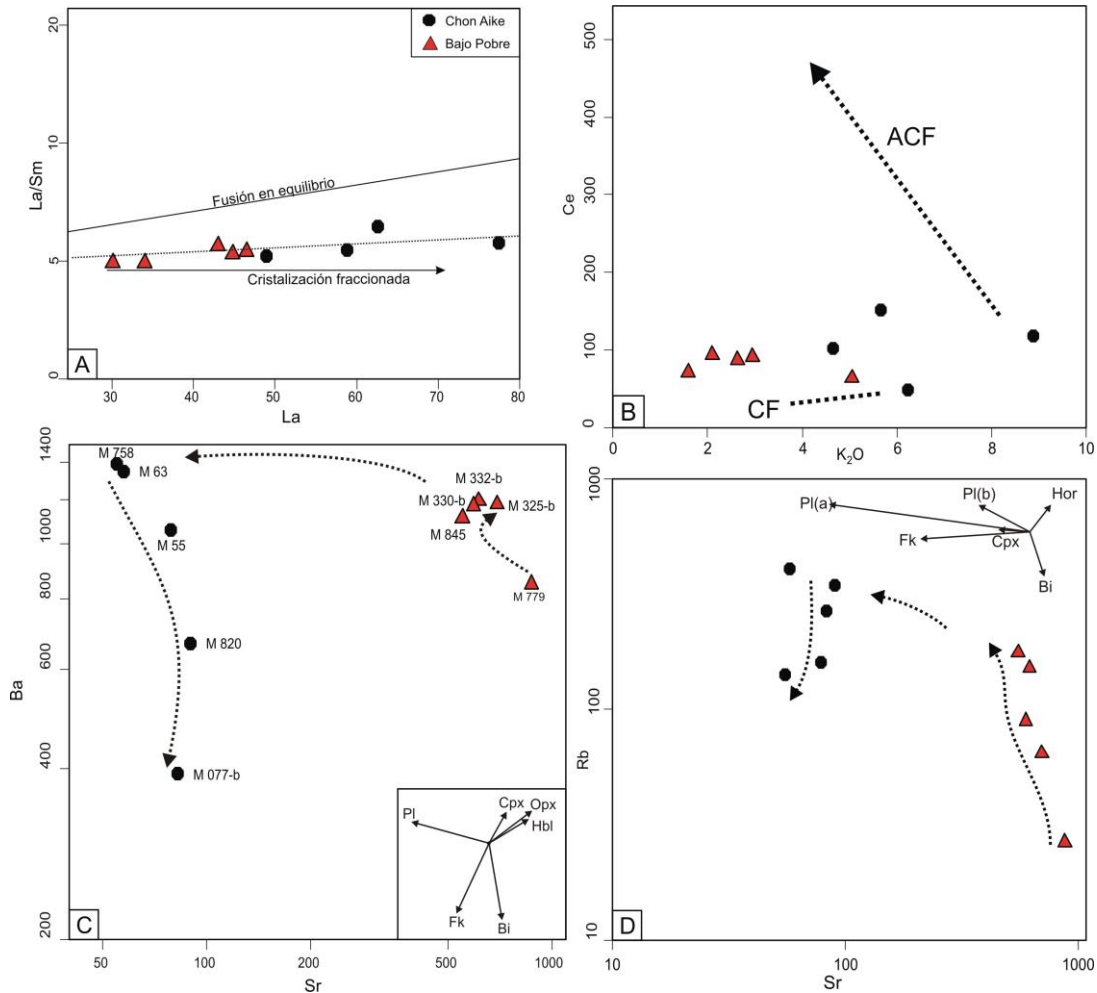 20
10
5
0
La/Sm
Chon Aike
Bajo Pobre
Fusión en equilibrio
Cristalización fraccionada
A
30
40
50
60
70
80
La
500
400
300
200
100
0
Ce
ACF
CF
B
0
2
4
6
8
10
K2O
1400
1000
800
600
400
200
Ba
M 758
M 63
M 55
M 820
M 077-b
M 332-b
M 330-b
M 325-b
M 845
M 779
Pl
Cpx
Opx
Hbl
Fk
Bi
C
50
100
200
500
1000
Sr
1000
100
10
Rb
Pl(a)
Pl(b)
Hor
Fk
Cpx
Bi
D
10
100
1000
Sr